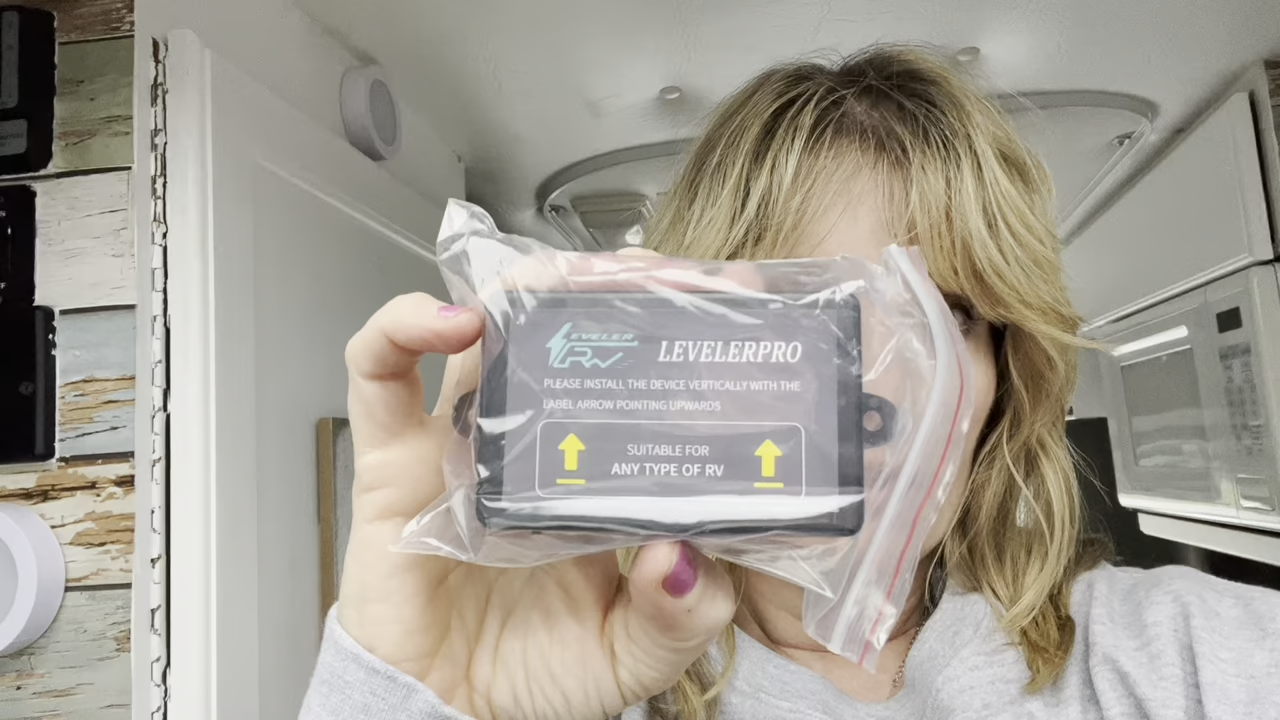 LEVELER
RV
LEVELERPRO
PLEASE INSTALL THE DEVICE VERTICALLY WITH THE
LABEL ARROW POINTING UPWARDS
SUITABLE FOR
ANY TYPE OF RV